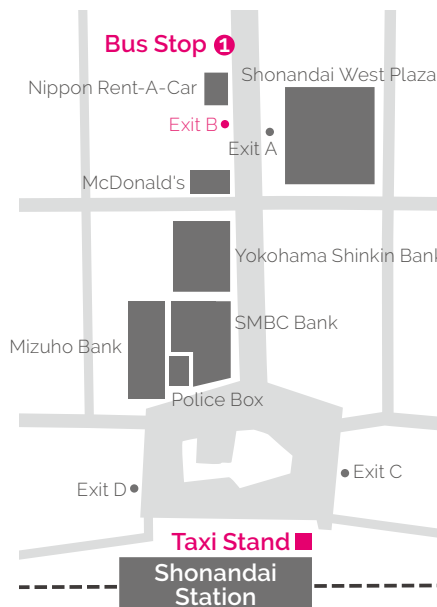 Bus Stop 1
Nippon Rent-A-Car
Shonandai West Plaza
Exit B
Exit A
McDonald's
Yokohama Shinkin Bank
SMBC Bank
Mizuho Bank
Police Box
Exit C
Exit D
Taxi Stand
Shonandai
Station